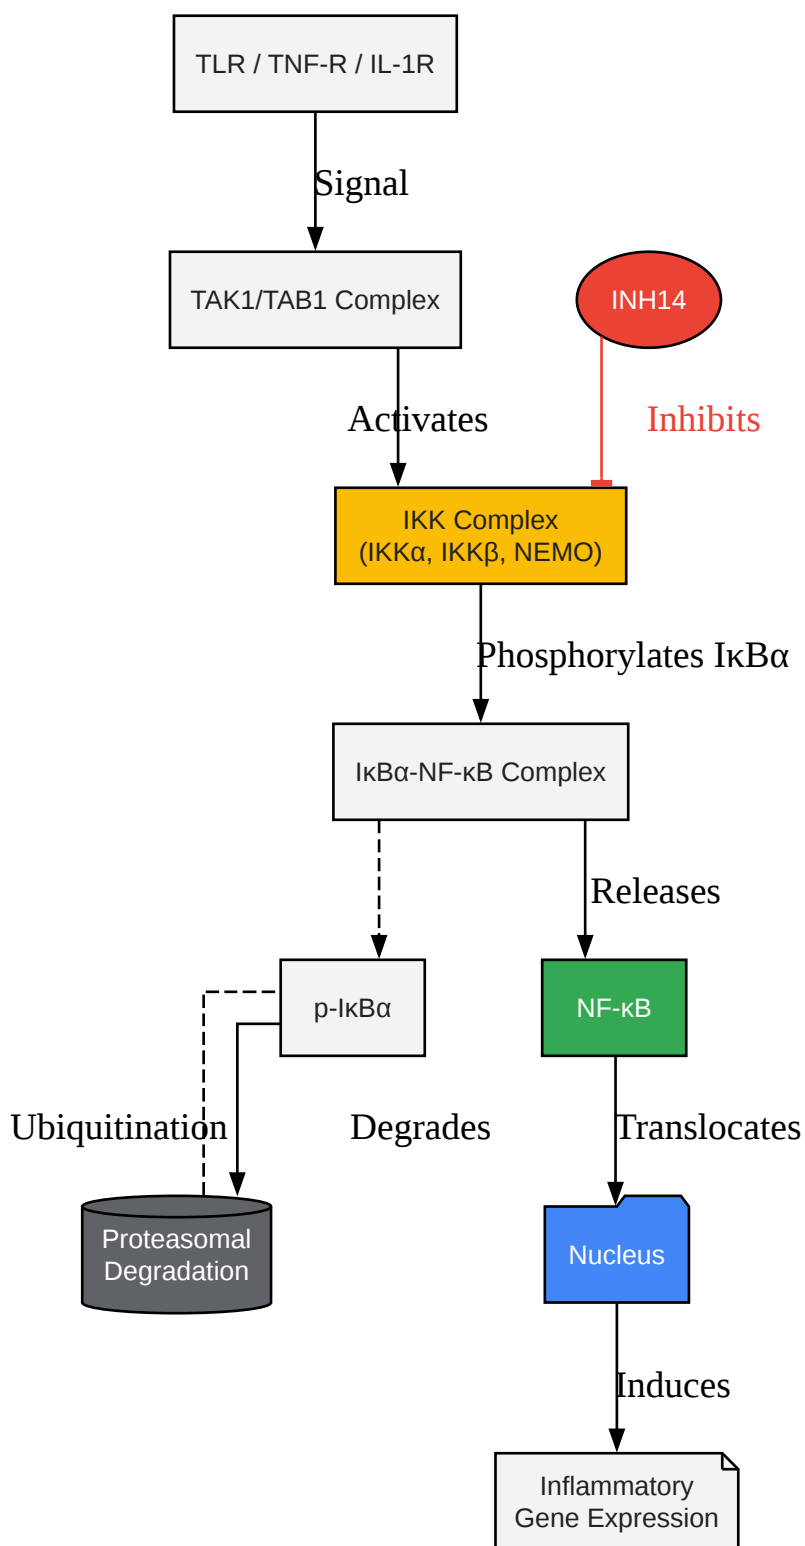 TLR / TNF-R / IL-1R
Signal
TAK1/TAB1 Complex
INH14
Activates
Inhibits
IKK Complex
(IKKα, IKKβ, NEMO)
Phosphorylates IκBα
IκBα-NF-κB Complex
Releases
p-IκBα
NF-κB
Ubiquitination
Degrades
Translocates
Proteasomal
Degradation
Nucleus
Induces
Inflammatory
Gene Expression